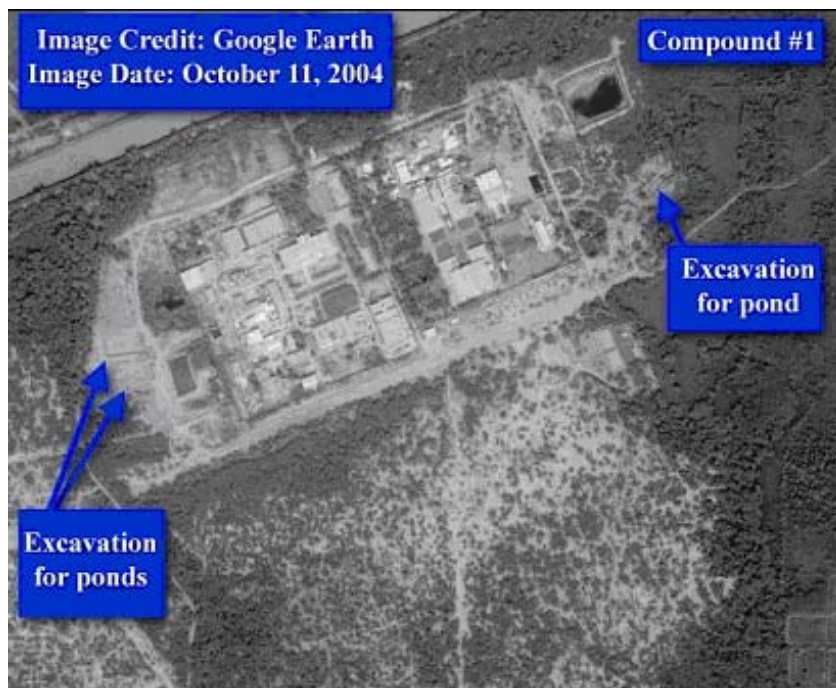 Image Credit: Google Earth
Image Date: October 11, 2004
Compound #1
Excavation
for pond
Excavation
for ponds